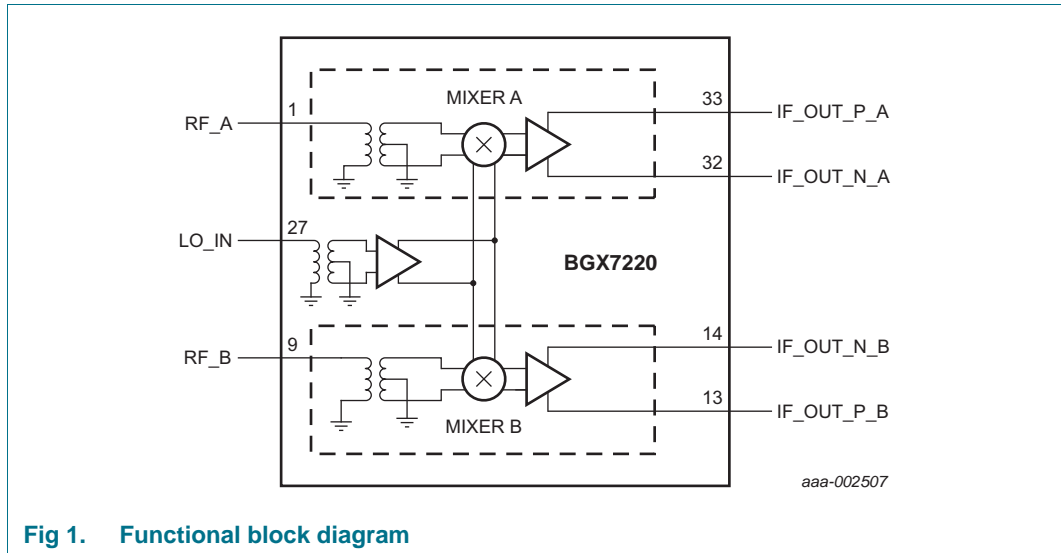 MIXER A
1
RF_A
33
IF_OUT_P_A
32
IF_OUT_N_A
27
LO_IN
BGX7220
9
RF_B
14
IF_OUT_N_B
13
IF_OUT_P_B
MIXER B
aaa-002507
Fig 1. Functional block diagram